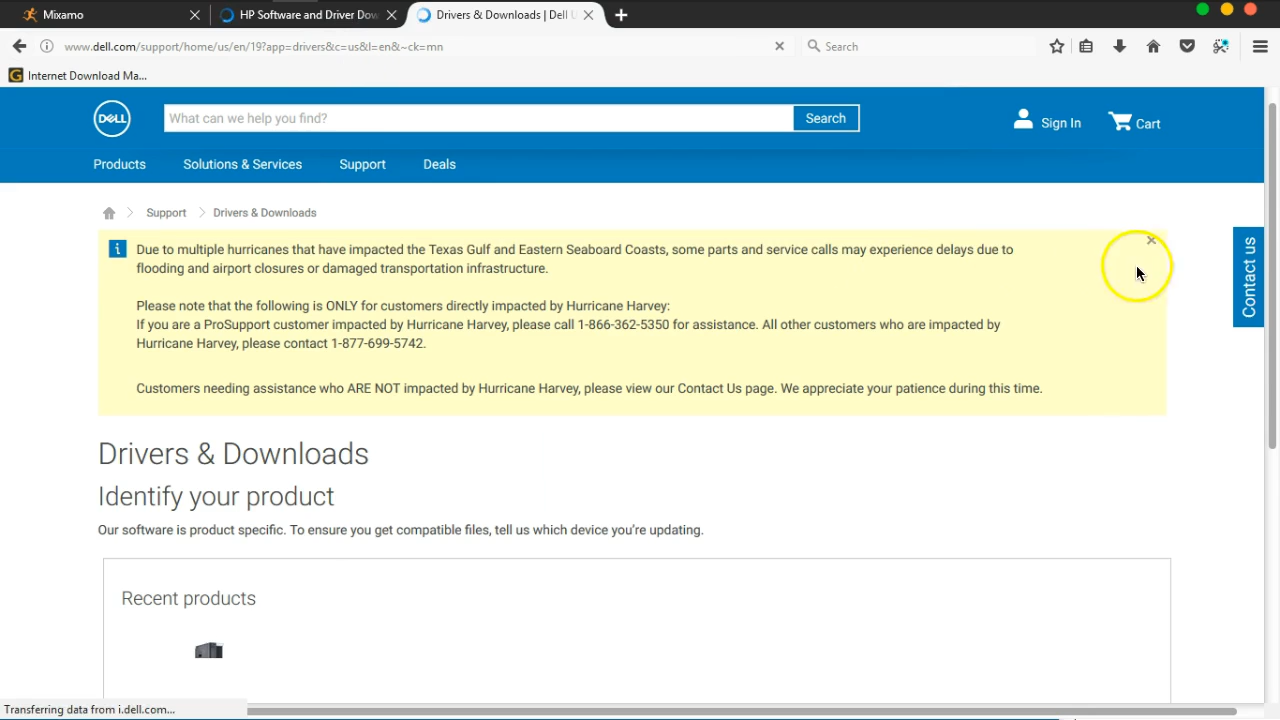 Mixamo
HP Software and Driver Dow
Drivers & Downloads | Dell U
www.dell.com/support/home/us/en/19?app=drivers&c=us&l=en&~ck=mn
Search
Internet Download Ma...
DELL
What can we help you find?
Search
Sign In
Cart
Products
Solutions & Services
Support
Deals
Support
Drivers & Downloads
Due to multiple hurricanes that have impacted the Texas Gulf and Eastern Seaboard Coasts, some parts and service calls may experience delays due to
flooding and airport closures or damaged transportation infrastructure.
Please note that the following is ONLY for customers directly impacted by Hurricane Harvey:
If you are a ProSupport customer impacted by Hurricane Harvey, please call 1-866-362-5350 for assistance. All other customers who are impacted by
Hurricane Harvey, please contact 1-877-699-5742.
Customers needing assistance who ARE NOT impacted by Hurricane Harvey, please view our Contact Us page. We appreciate your patience during this time.
Contact us
Drivers & Downloads
Identify your product
Our software is product specific. To ensure you get compatible files, tell us which device you're updating.
Recent products
Transferring data from i.dell.com...